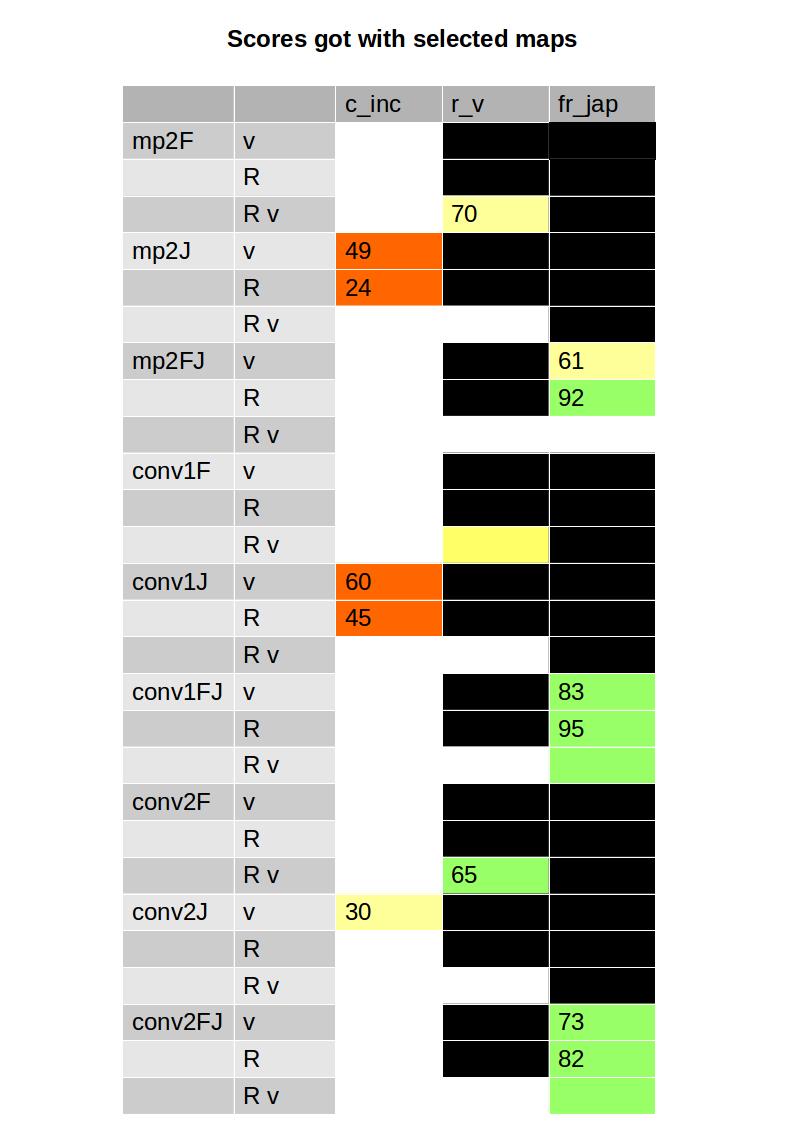 Scores got with selected maps
c_inc r_v fr_jap
mp2F v
R
R v 70
mp2J v 49
R 24
R v
mp2FJ v 61
R 92
R v
conv1F v
R
R v
conv1J v 60
R 45
R v
conv1FJ v 83
R 95
R v
conv2F v
R
R v 65
conv2J v 30
R
R v
conv2FJ v 73
R 82
R v